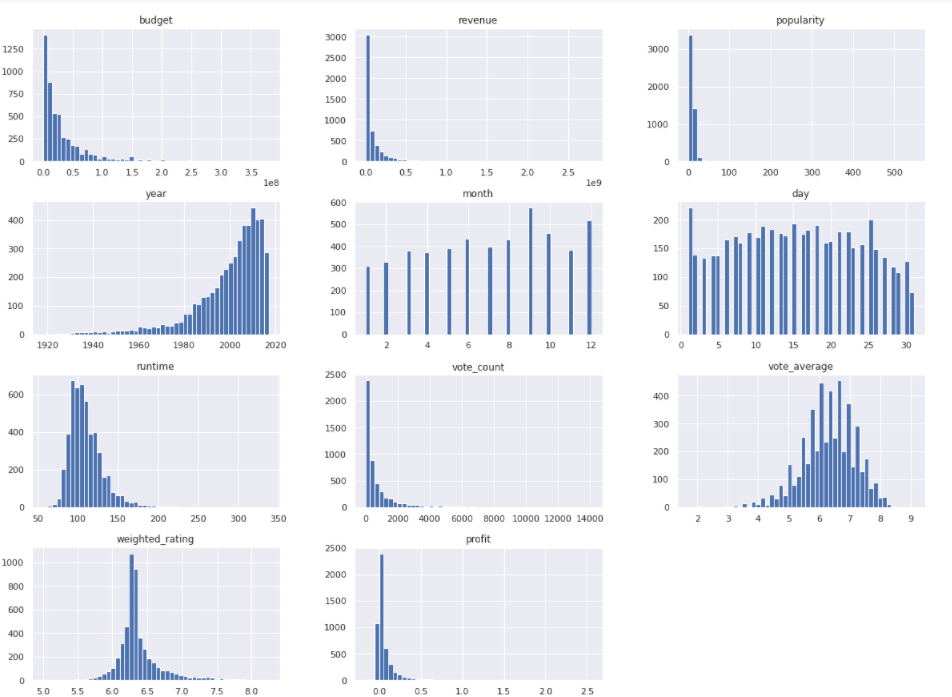 budget
1250
1000
750
500
250
0
0.0 0.5 1.0 1.5 2.0 2.5 3.0 3.5
1e8
revenue
3000
2500
2000
1500
1000
500
0
0.0 0.5 1.0 1.5 2.0 2.5
1e9
popularity
3000
2000
1000
0
0 100 200 300 400 500
year
400
300
200
100
0
1920 1940 1960 1980 2000 2020
month
600
500
400
300
200
100
0
2 4 6 8 10 12
day
200
150
100
50
0
0 5 10 15 20 25 30
runtime
600
400
200
0
50 100 150 200 250 300 350
vote_count
2500
2000
1500
1000
500
0
0 2000 4000 6000 8000 10000 12000 14000
vote_average
400
300
200
100
0
2 3 4 5 6 7 8 9
weighted_rating
1000
800
600
400
200
0
5.0 5.5 6.0 6.5 7.0 7.5 8.0
profit
2500
2000
1500
1000
500
0
0.0 0.5 1.0 1.5 2.0 2.5